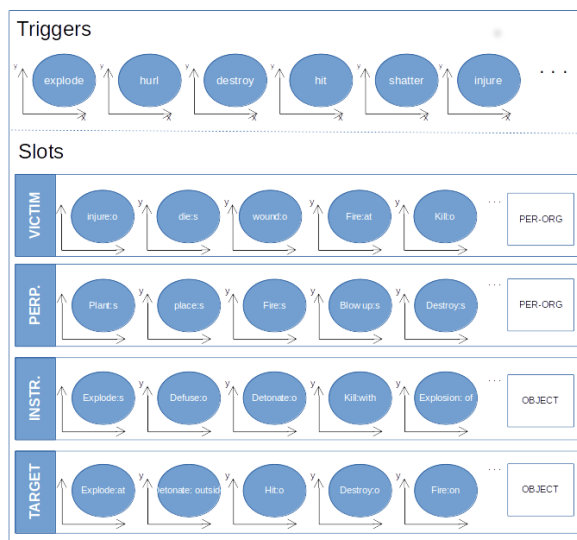 Triggers
y explode x y hurl x y destroy x y hit x y shatter x y injure x . . .
Slots
VICTIM y injure:o y die:s y wound:o y Fire:at y Kill:o . . . PER-ORG
PERP. y Plant:s y place:s y Fire:s y Blow up:s y Destroy:s . . . PER-ORG
INSTR. y Explode:s y Defuse:o y Detonate:o y Kill:with y Explosion: of . . . OBJECT
TARGET y Explode:at y Detonate: outside y Hit:o y Destroy:o y Fire:on . . . OBJECT